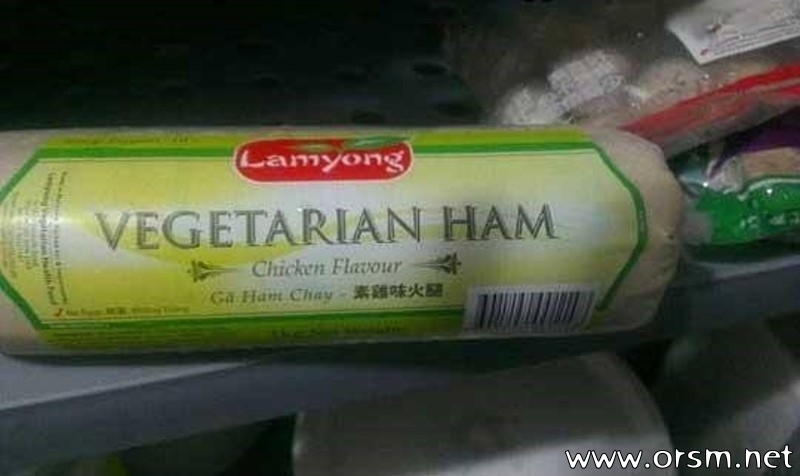 Lamyong
VEGETARIAN HAM
Chicken Flavour
Gà Ham Chay - 素雞味火腿
www.orsm.net